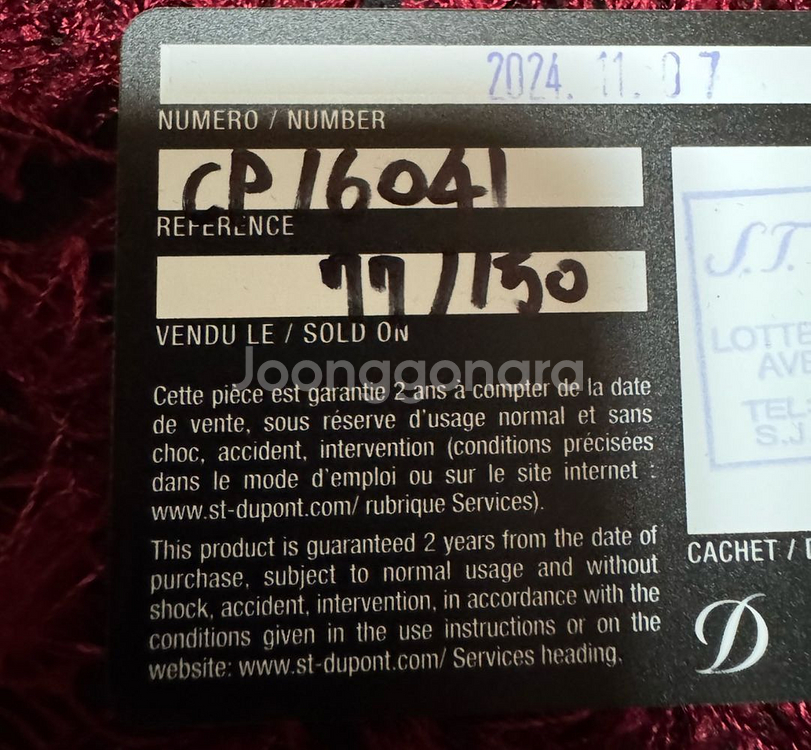 2024. 11. 07
NUMERO / NUMBER
CP16041
REFERENCE
77/150
VENDU LE / SOLD ON
Joonggonara
Cette pièce est garantie 2 ans à compter de la date
de vente, sous réserve d'usage normal et sans
choc, accident, intervention (conditions précisées
dans le mode d'emploi ou sur le site internet :
www.st-dupont.com/ rubrique Services).
This product is guaranteed 2 years from the date of
purchase, subject to normal usage and without
shock, accident, intervention, in accordance with the
conditions given in the use instructions or on the
website: www.st-dupont.com/ Services heading.
S.T.
LOTTE
AVE
TEL
S.J
CACHET /
D